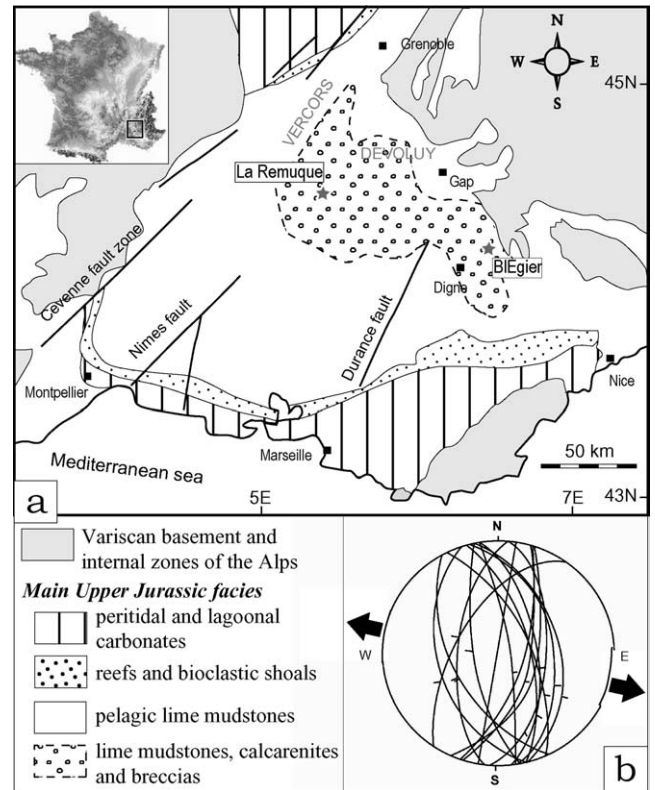 Grenoble
N
W E
S
45N
VERCORS
DEVOLUY
La Remuque
Gap
BlEgier
Digne
Cevenne fault zone
Nimes fault
Durance fault
Montpellier
Nice
Marseille
50 km
Mediterranean sea
a
5E
7E
43N
Variscan basement and
internal zones of the Alps
Main Upper Jurassic facies
peritidal and lagoonal
carbonates
reefs and bioclastic shoals
pelagic lime mudstones
lime mudstones, calcarenites
and breccias
N
W
E
S
b